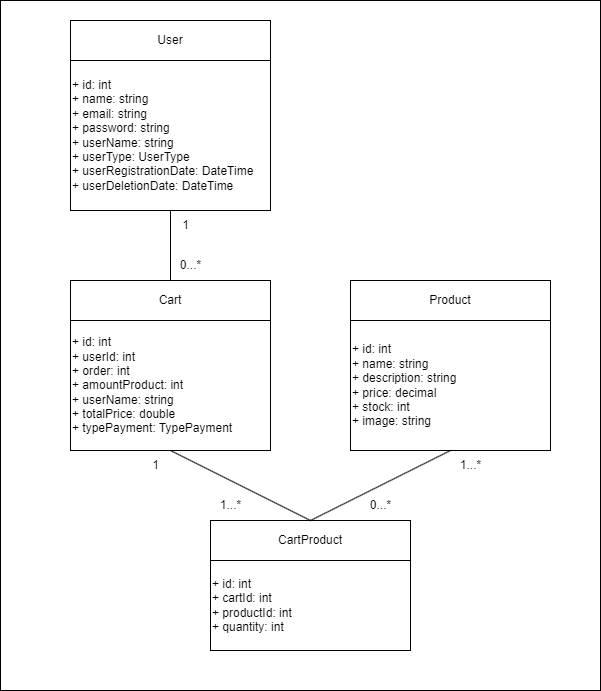 User
+ id: int
+ name: string
+ email: string
+ password: string
+ userName: string
+ userType: UserType
+ userRegistrationDate: DateTime
+ userDeletionDate: DateTime
1
0...*
Cart
+ id: int
+ userId: int
+ order: int
+ amountProduct: int
+ userName: string
+ totalPrice: double
+ typePayment: TypePayment
Product
+ id: int
+ name: string
+ description: string
+ price: decimal
+ stock: int
+ image: string
1
1...*
1...*
0...*
CartProduct
+ id: int
+ cartId: int
+ productId: int
+ quantity: int